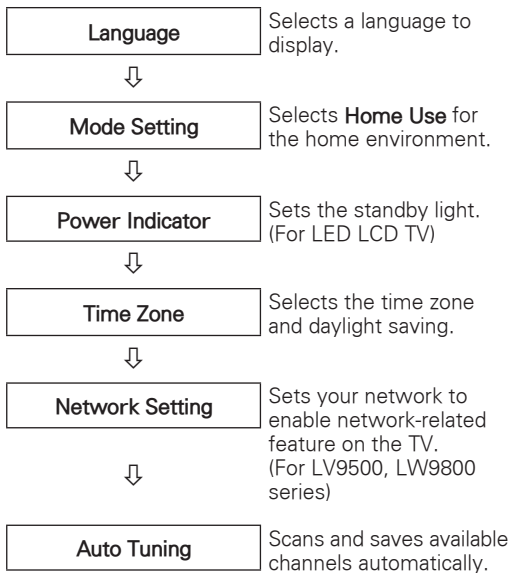 Language
Selects a language to
display.
Mode Setting
Selects Home Use for
the home environment.
Power Indicator
Sets the standby light.
(For LED LCD TV)
Time Zone
Selects the time zone
and daylight saving.
Network Setting
Sets your network to
enable network-related
feature on the TV.
(For LV9500, LW9800
series)
Auto Tuning
Scans and saves available
channels automatically.